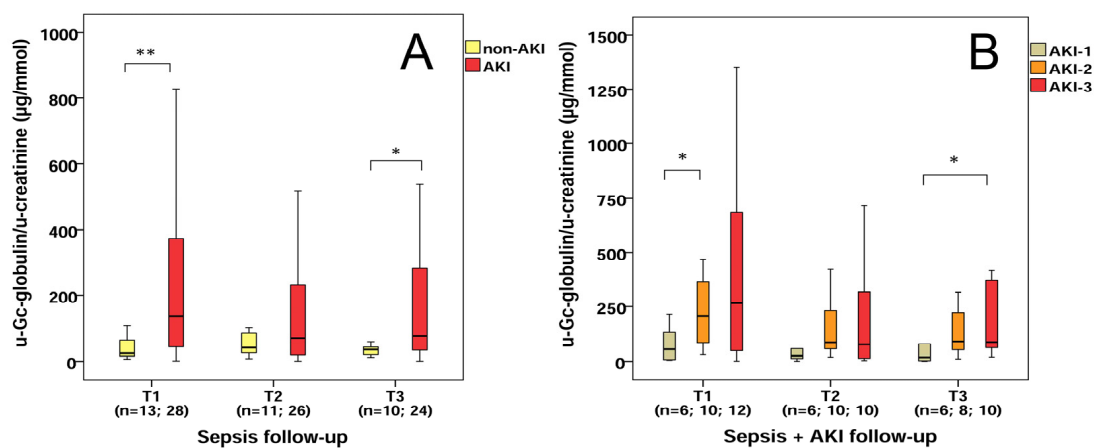 A
non-AKI
AKI
u-Gc-globulin/u-creatinine (µg/mmol)
1000
800
600
400
200
0
**
*
T1
T2
T3
(n=13; 28)
(n=11; 26)
(n=10; 24)
Sepsis follow-up
B
AKI-1
AKI-2
AKI-3
u-Gc-globulin/u-creatinine (µg/mmol)
1500
1250
1000
750
500
250
0
*
*
T1
T2
T3
(n=6; 10; 12)
(n=6; 10; 10)
(n=6; 8; 10)
Sepsis + AKI follow-up